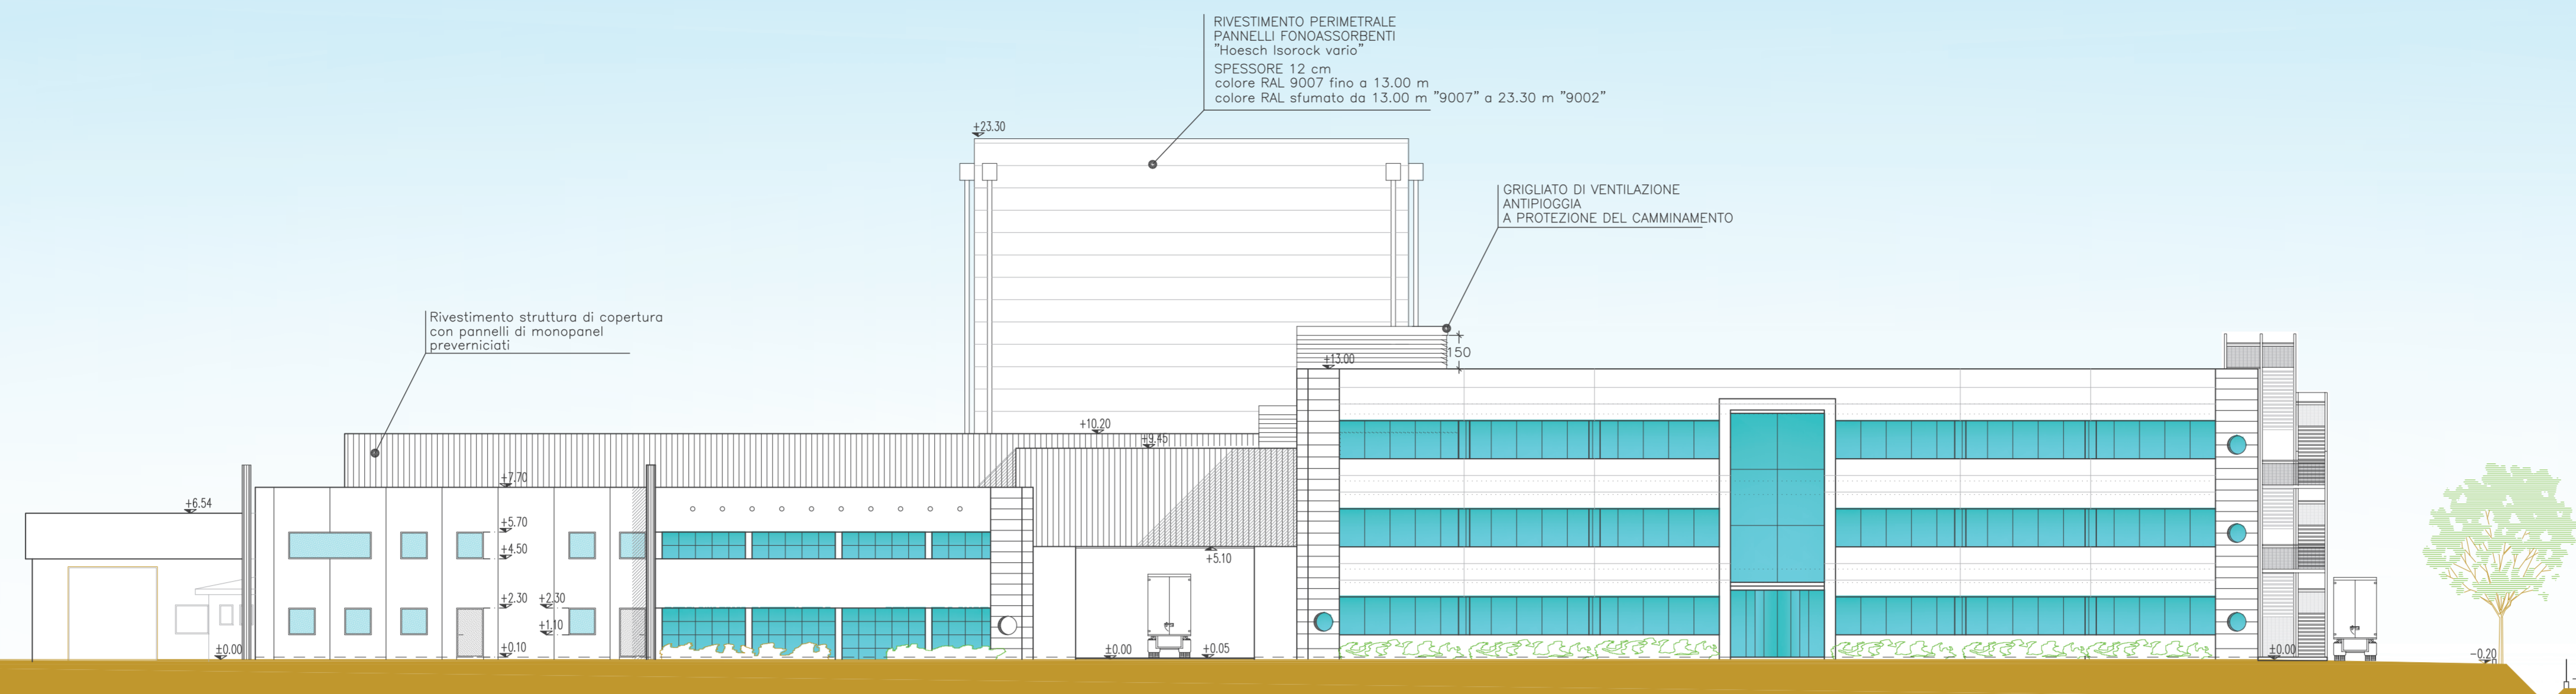 RIVESTIMENTO PERIMETRALE
PANNELLI FONOASSORBENTI
"Hoesch Isorock vario"
SPESSORE 12 cm
colore RAL 9007 fino a 13.00 m
colore RAL sfumato da 13.00 m "9007" a 23.30 m "9002"
+23.30
GRIGLIATO DI VENTILAZIONE
ANTIPIOGGIA
A PROTEZIONE DEL CAMMINAMENTO
Rivestimento struttura di copertura
con pannelli di monopanel
preverniciati
150
+13.00
+10.20
+9.45
+7.70
+6.54
+5.70
+4.50
+5.10
+2.30 +2.30
+1.10
+0.10
±0.00
±0.00
+0.05
±0.00
-0.20